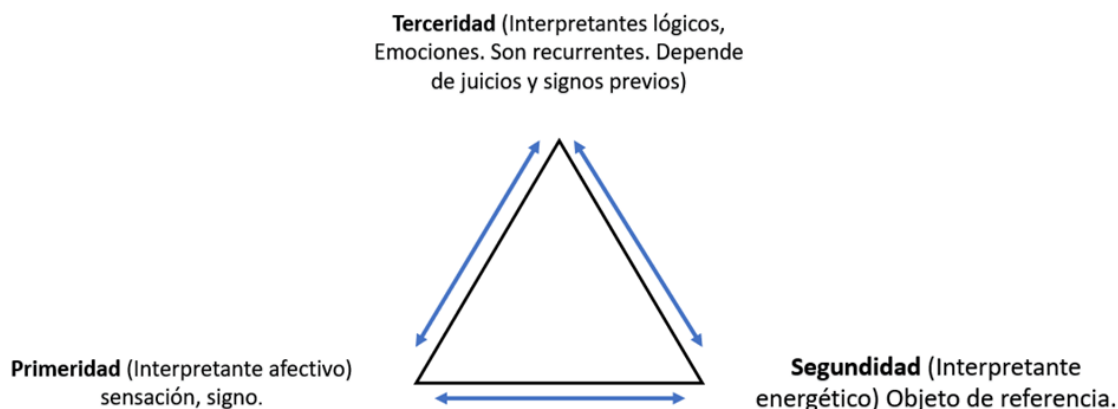 Terceridad (Interpretantes lógicos,
Emociones. Son recurrentes. Depende
de juicios y signos previos)
Primeridad (Interpretante afectivo)
sensación, signo.
Segundidad (Interpretante
energético) Objeto de referencia.